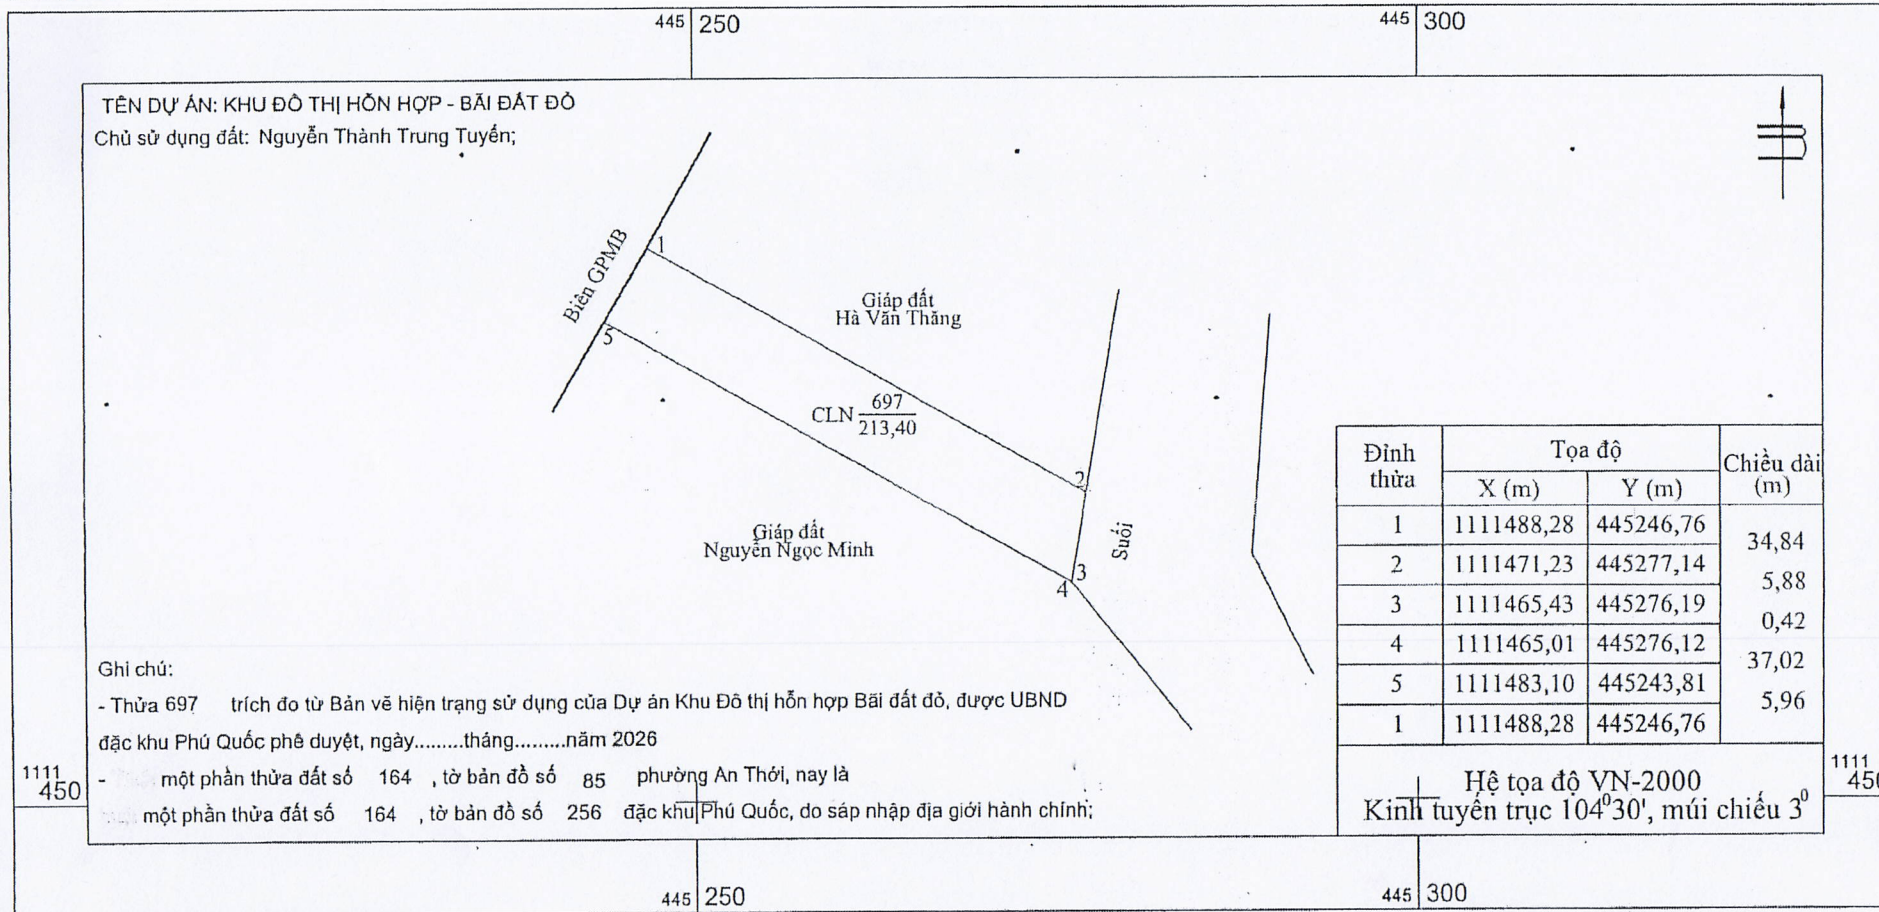 445 250
445 300
TÊN DỰ ÁN: KHU ĐÔ THỊ HỖN HỢP - BÃI ĐẤT ĐỎ
Chủ sử dụng đất: Nguyễn Thành Trung Tuyến;
Biên GPMB
1
5
Giáp đất
Hà Văn Thăng
CLN 697
213,40
2
Giáp đất
Nguyễn Ngọc Minh
Suối
3
4
Đỉnh thửa Tọa độ Chiều dài (m)
X (m) Y (m)
1 1111488,28 445246,76
34,84
2 1111471,23 445277,14
5,88
3 1111465,43 445276,19
0,42
4 1111465,01 445276,12
37,02
5 1111483,10 445243,81
5,96
1 1111488,28 445246,76
Hệ tọa độ VN-2000
Kinh tuyến trục 104⁰30', múi chiếu 3⁰
Ghi chú:
- Thửa 697 trích đo từ Bản vẽ hiện trạng sử dụng của Dự án Khu Đô thị hỗn hợp Bãi đất đỏ, được UBND
đặc khu Phú Quốc phê duyệt, ngày.........tháng.........năm 2026
- một phần thửa đất số 164 , tờ bản đồ số 85 phường An Thới, nay là
một phần thửa đất số 164 , tờ bản đồ số 256 đặc khu Phú Quốc, do sáp nhập địa giới hành chính;
1111 450
1111 450
445 250
445 300